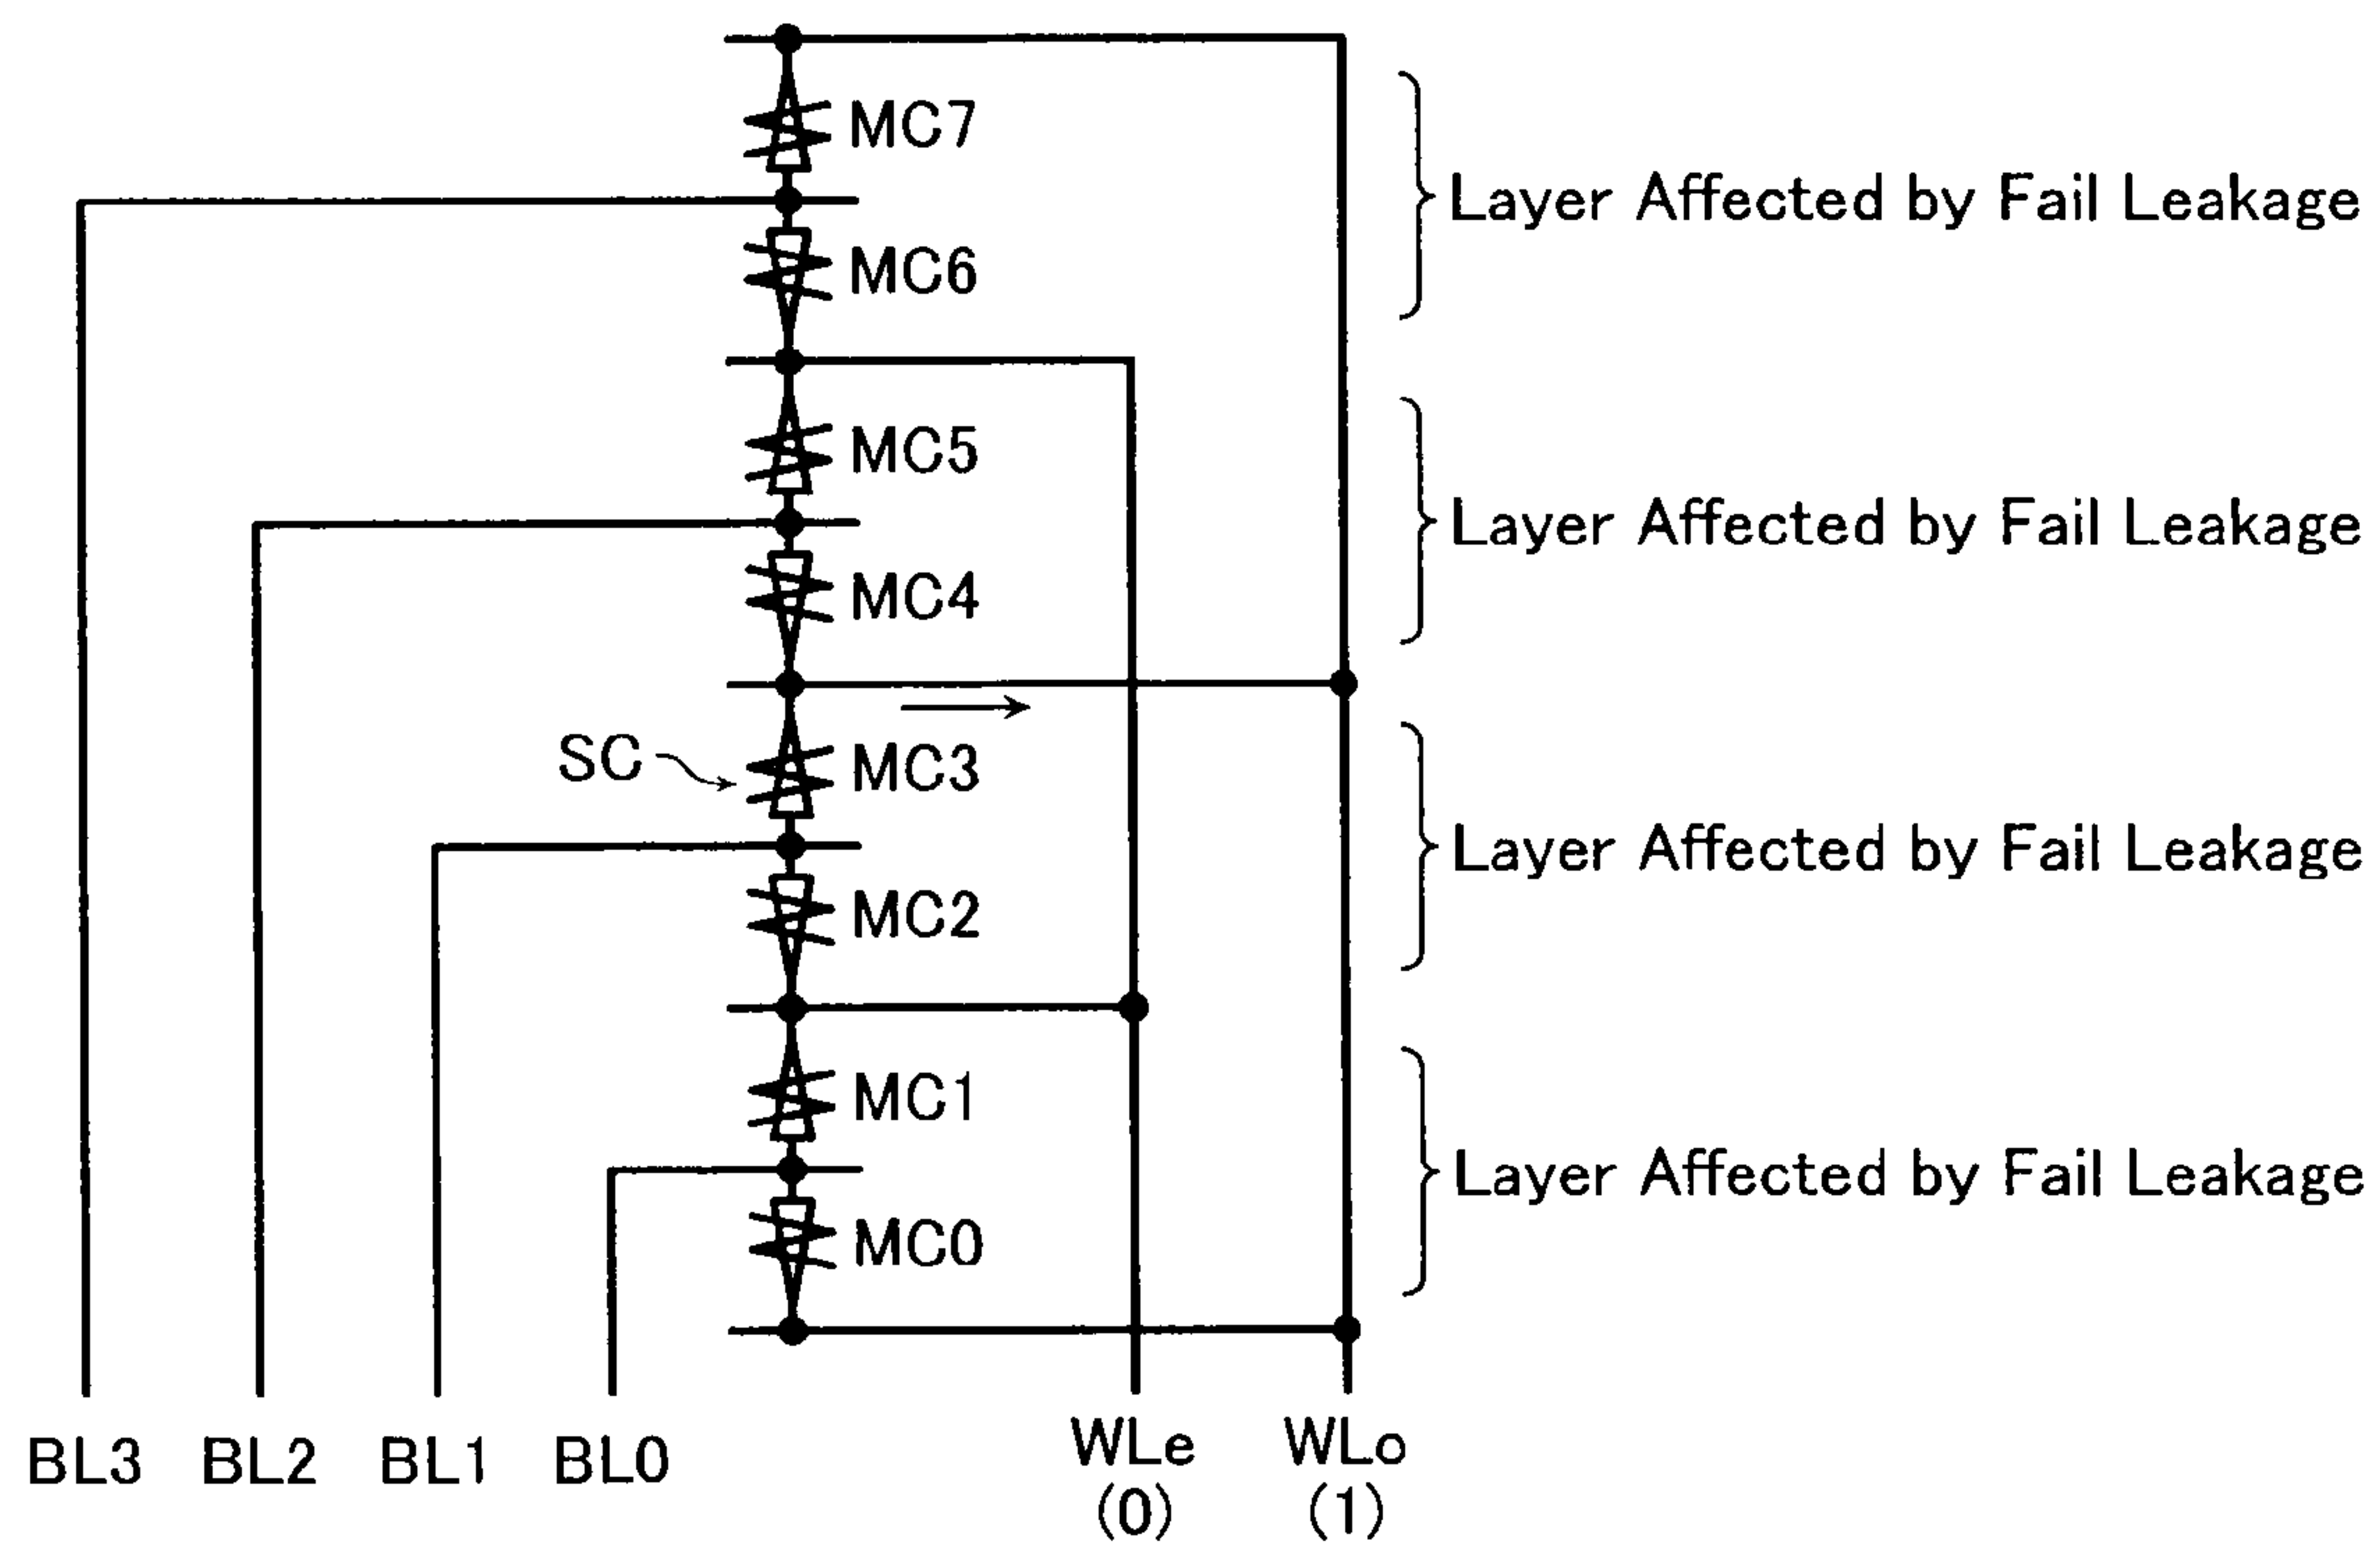 MC7
Layer Affected by Fail Leakage
MC6
MC5
Layer Affected by Fail Leakage
MC4
SC
MC3
Layer Affected by Fail Leakage
MC2
MC1
Layer Affected by Fail Leakage
MC0
BL3
BL2
BL1
BL0
WLe
(0)
WLo
(1)